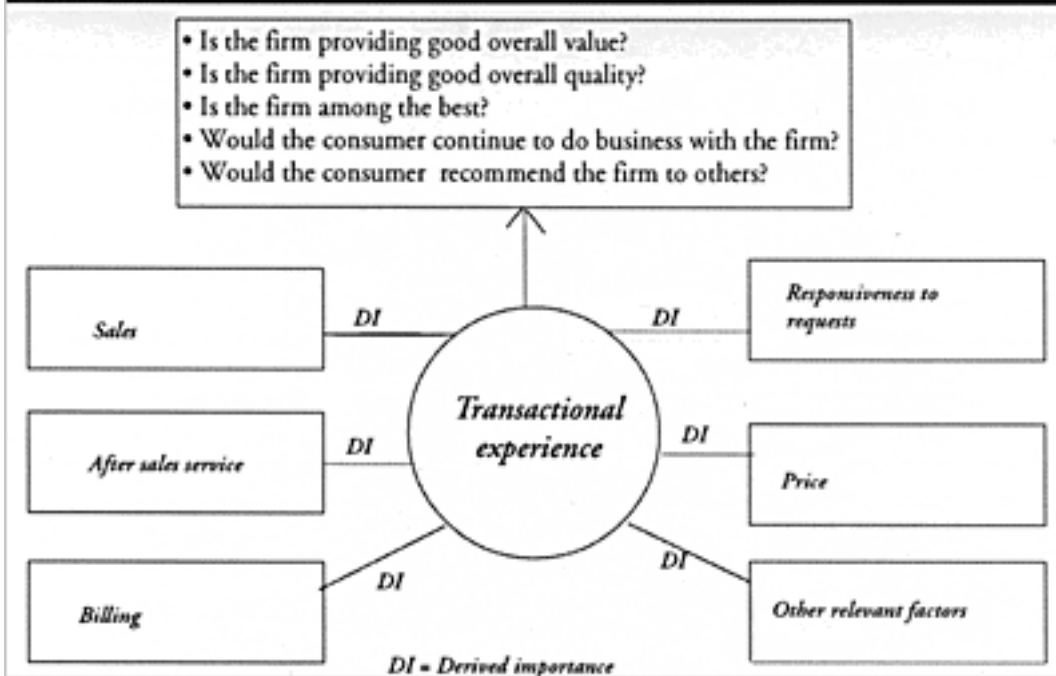 • Is the firm providing good overall value?
• Is the firm providing good overall quality?
• Is the firm among the best?
• Would the consumer continue to do business with the firm?
• Would the consumer recommend the firm to others?
Sales
DI
DI
Responsiveness to
requests
Transactional
experience
After sales service
DI
DI
Price
Billing
DI
DI
Other relevant factors
DI = Derived importance